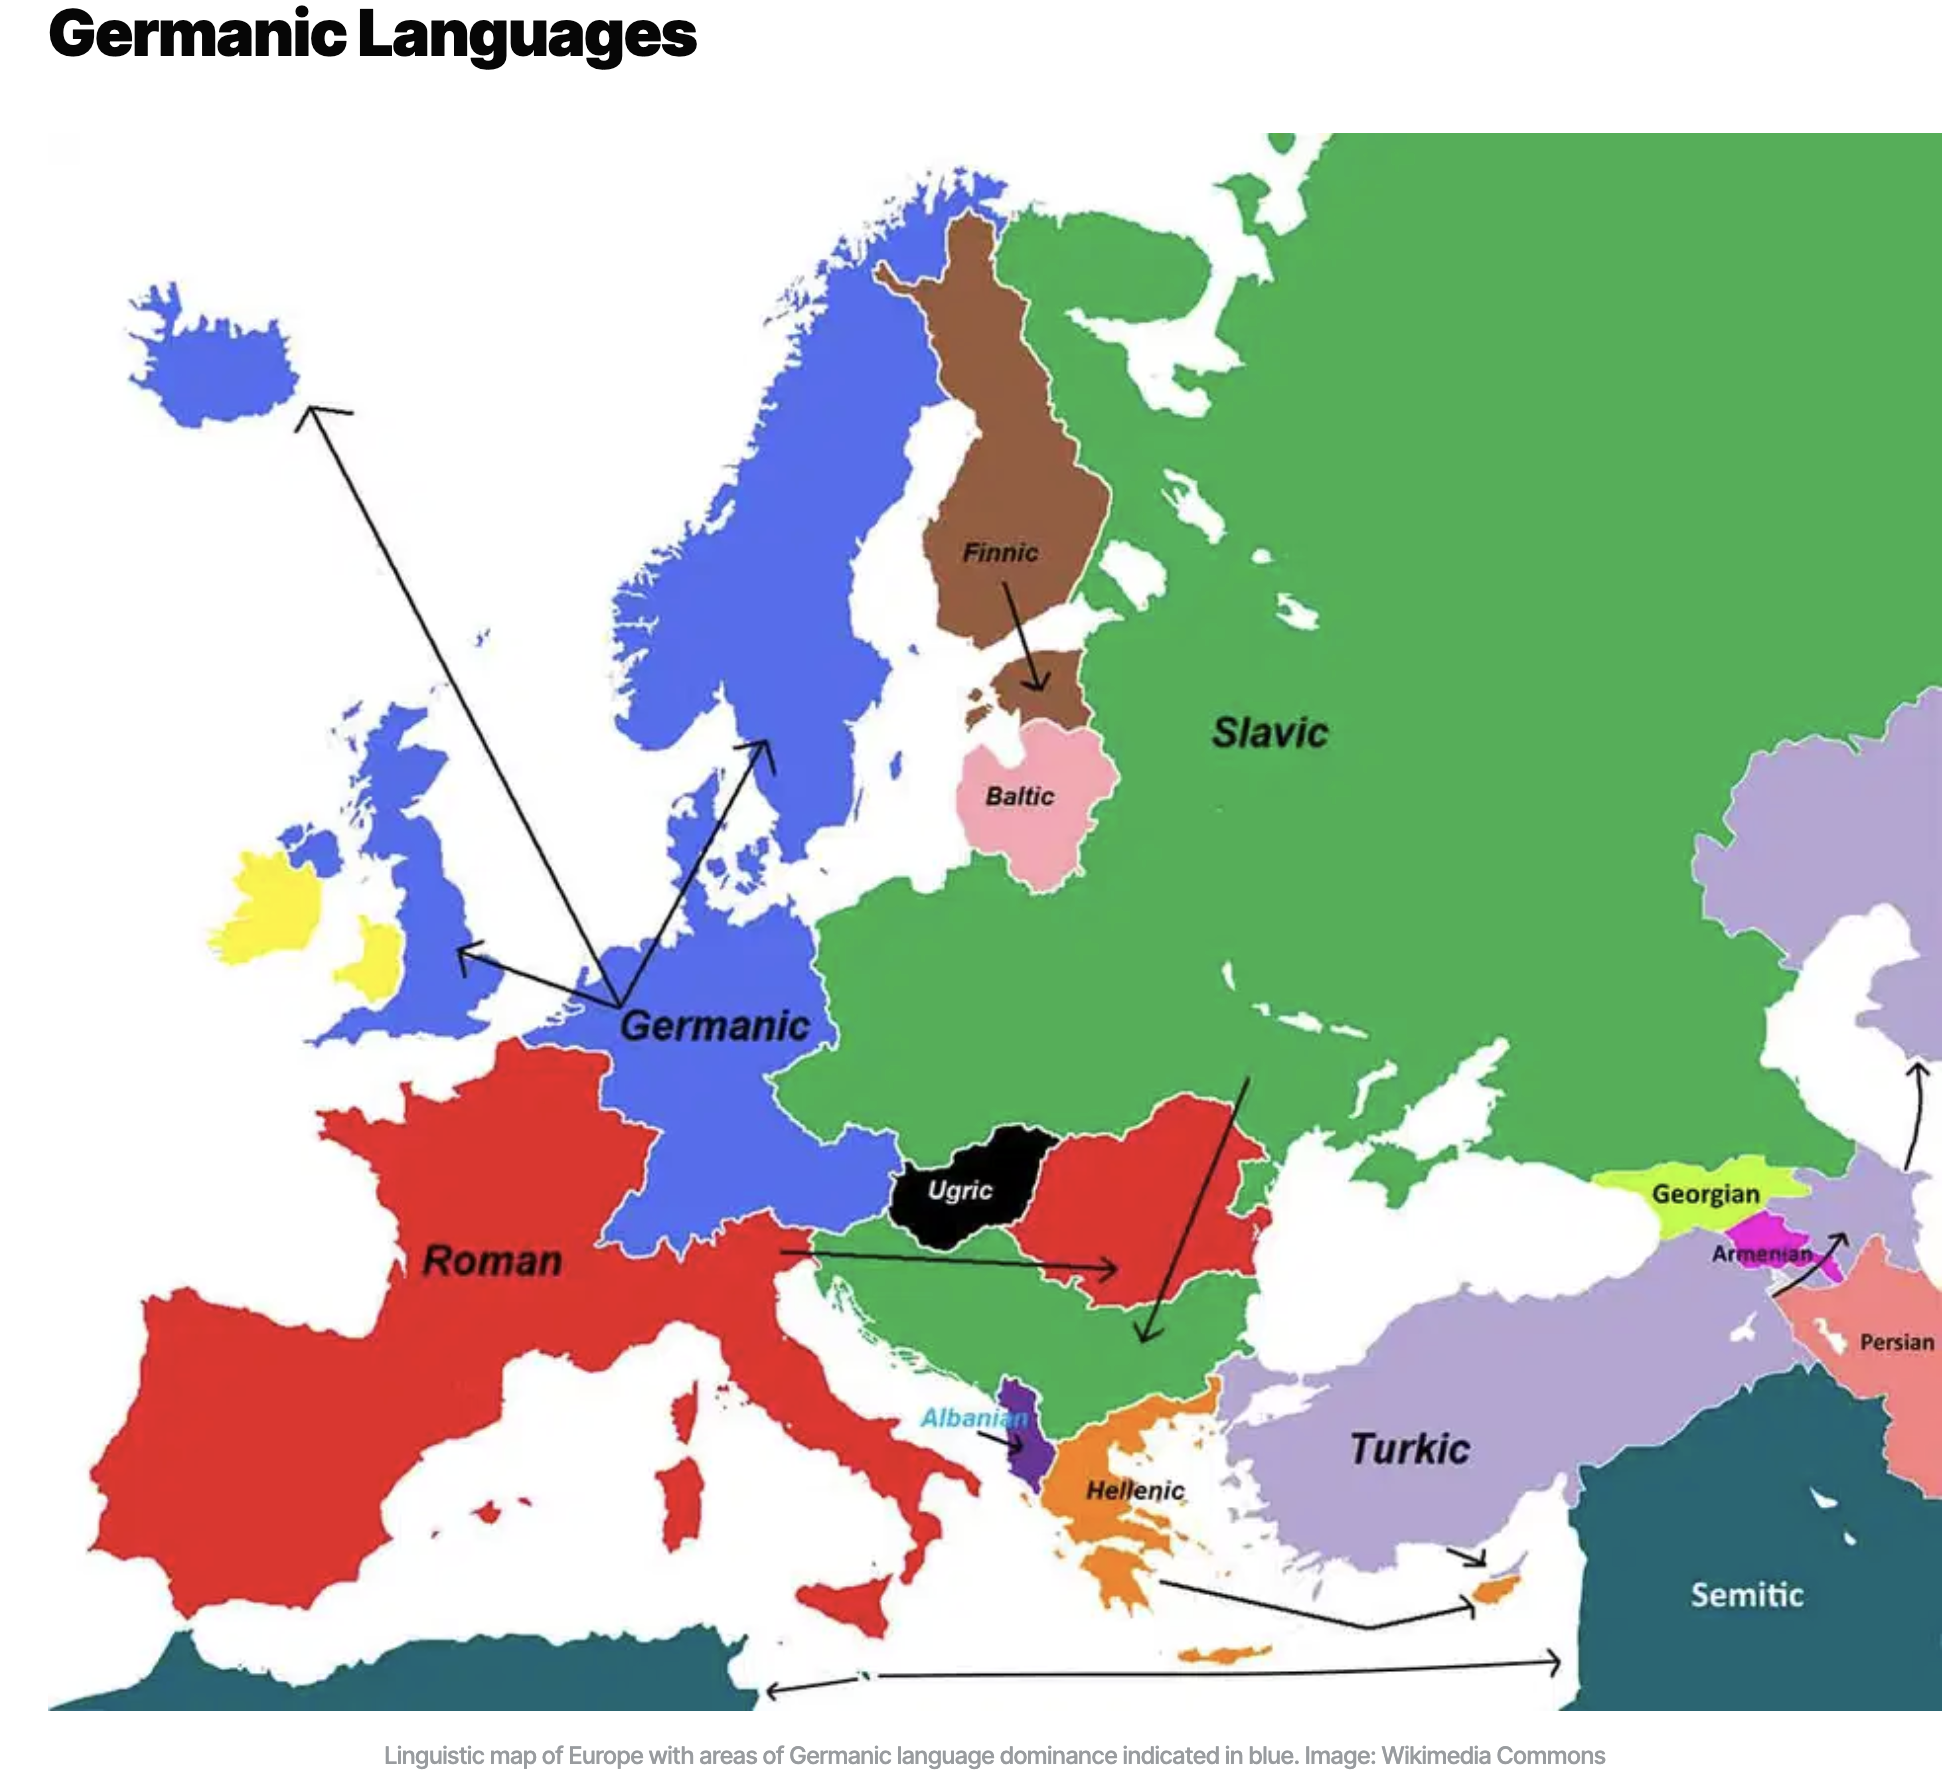 Germanic Languages
Finnic
Slavic
Baltic
Germanic
Ugric
Georgian
Roman
Armenian
Persian
Albanian
Turkic
Hellenic
Semitic
Linguistic map of Europe with areas of Germanic language dominance indicated in blue. Image: Wikimedia Commons